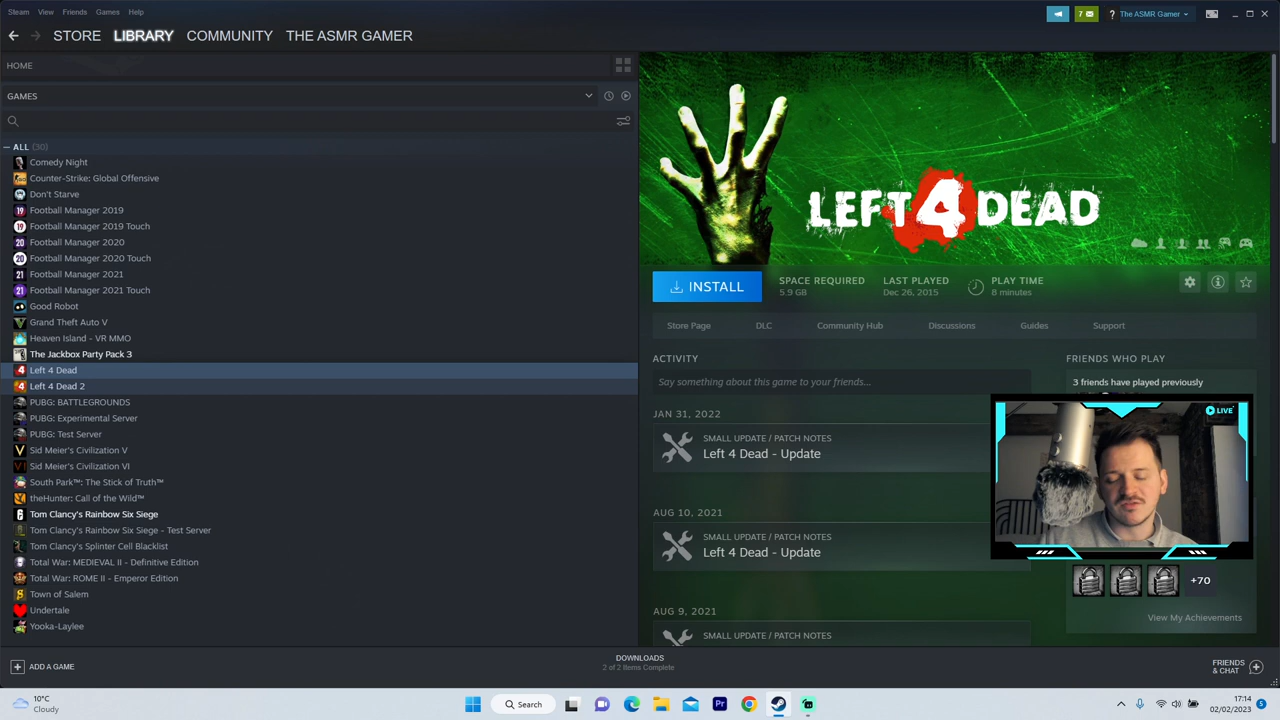 Steam View Friends Games Help
7
The ASMR Gamer
STORE LIBRARY COMMUNITY THE ASMR GAMER
HOME
GAMES
ALL (30)
Comedy Night
Counter-Strike: Global Offensive
Don't Starve
19 Football Manager 2019
19 Football Manager 2019 Touch
20 Football Manager 2020
20 Football Manager 2020 Touch
21 Football Manager 2021
21 Football Manager 2021 Touch
Good Robot
Grand Theft Auto V
Heaven Island - VR MMO
The Jackbox Party Pack 3
Left 4 Dead
Left 4 Dead 2
PUBG: BATTLEGROUNDS
PUBG: Experimental Server
PUBG: Test Server
Sid Meier's Civilization V
Sid Meier's Civilization VI
South Park™: The Stick of Truth™
theHunter: Call of the Wild™
Tom Clancy's Rainbow Six Siege
Tom Clancy's Rainbow Six Siege - Test Server
Tom Clancy's Splinter Cell Blacklist
Total War: MEDIEVAL II - Definitive Edition
Total War: ROME II - Emperor Edition
Town of Salem
Undertale
Yooka-Laylee
LEFT 4 DEAD
INSTALL
SPACE REQUIRED
5.9 GB
LAST PLAYED
Dec 26, 2015
PLAY TIME
8 minutes
Store Page DLC Community Hub Discussions Guides Support
ACTIVITY
Say something about this game to your friends...
JAN 31, 2022
SMALL UPDATE / PATCH NOTES
Left 4 Dead - Update
AUG 10, 2021
SMALL UPDATE / PATCH NOTES
Left 4 Dead - Update
AUG 9, 2021
SMALL UPDATE / PATCH NOTES
FRIENDS WHO PLAY
3 friends have played previously
LIVE
+70
View My Achievements
ADD A GAME
DOWNLOADS
2 of 2 Items Complete
FRIENDS
& CHAT
10°C
Cloudy
Search
Pr
17:14
02/02/2023
5